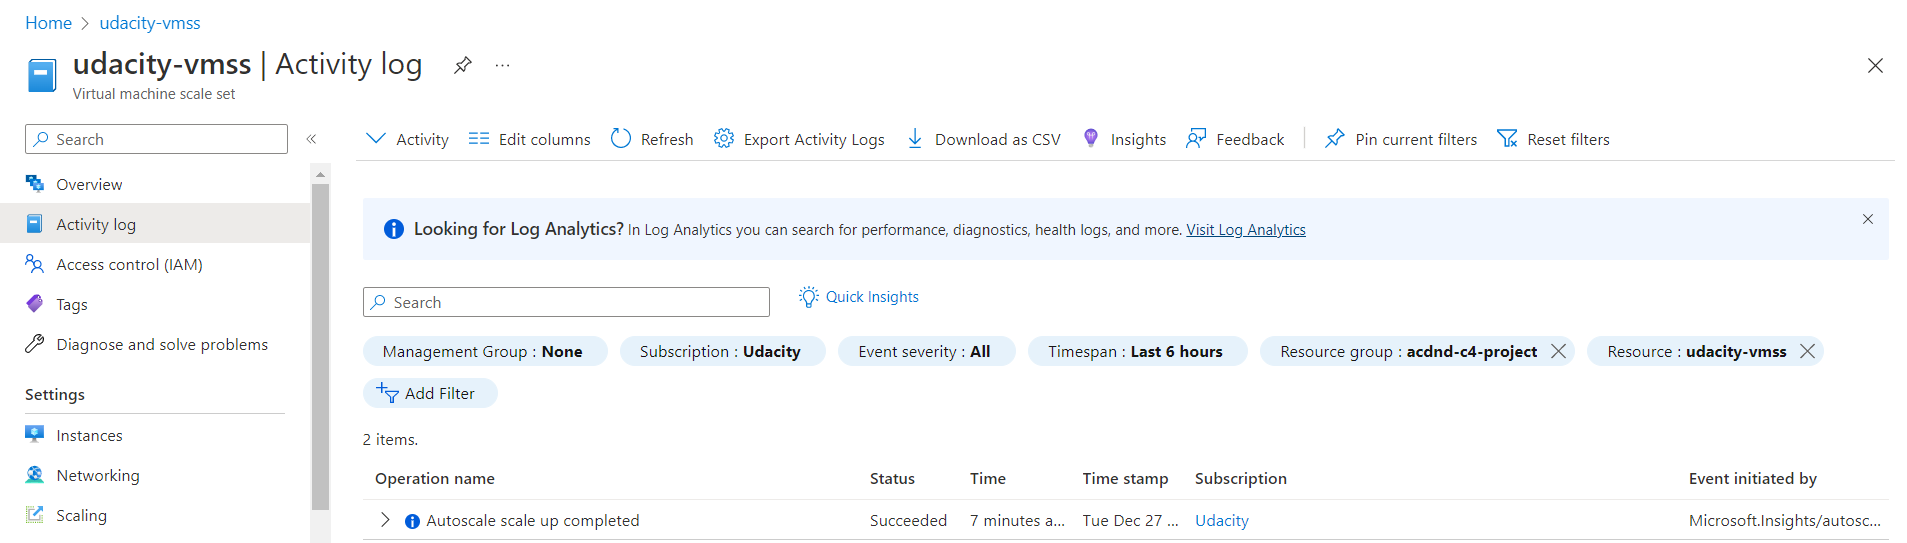 Home > udacity-vmss
udacity-vmss | Activity log ...
Virtual machine scale set
Search «
Activity Edit columns Refresh Export Activity Logs Download as CSV Insights Feedback Pin current filters Reset filters
Overview
Activity log
Access control (IAM)
Tags
Diagnose and solve problems
Settings
Instances
Networking
Scaling
Looking for Log Analytics? In Log Analytics you can search for performance, diagnostics, health logs, and more. Visit Log Analytics
Search Quick Insights
Management Group : None Subscription : Udacity Event severity : All Timespan : Last 6 hours Resource group : acdnd-c4-project Resource : udacity-vmss
Add Filter
2 items.
Operation name Status Time Time stamp Subscription Event initiated by
Autoscale scale up completed Succeeded 7 minutes a... Tue Dec 27 ... Udacity Microsoft.Insights/autosc...